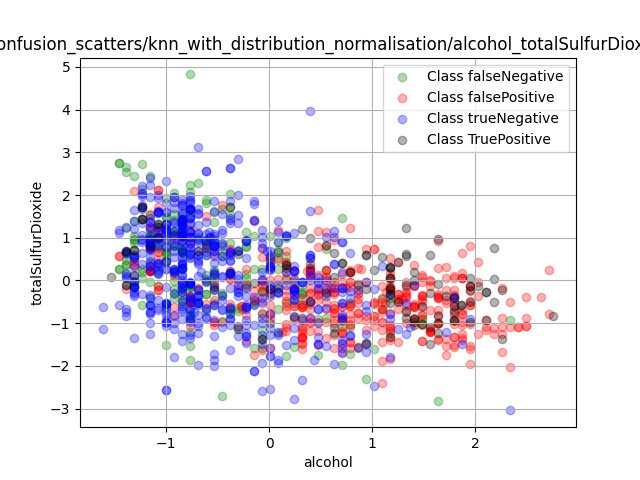 onfusion_scatters/knn_with_distribution_normalisation/alcohol_totalSulfurDiox
Class falseNegative
Class falsePositive
Class trueNegative
Class TruePositive
totalSulfurDioxide
5
4
3
2
1
0
−1
−2
−3
−1
0
1
2
alcohol